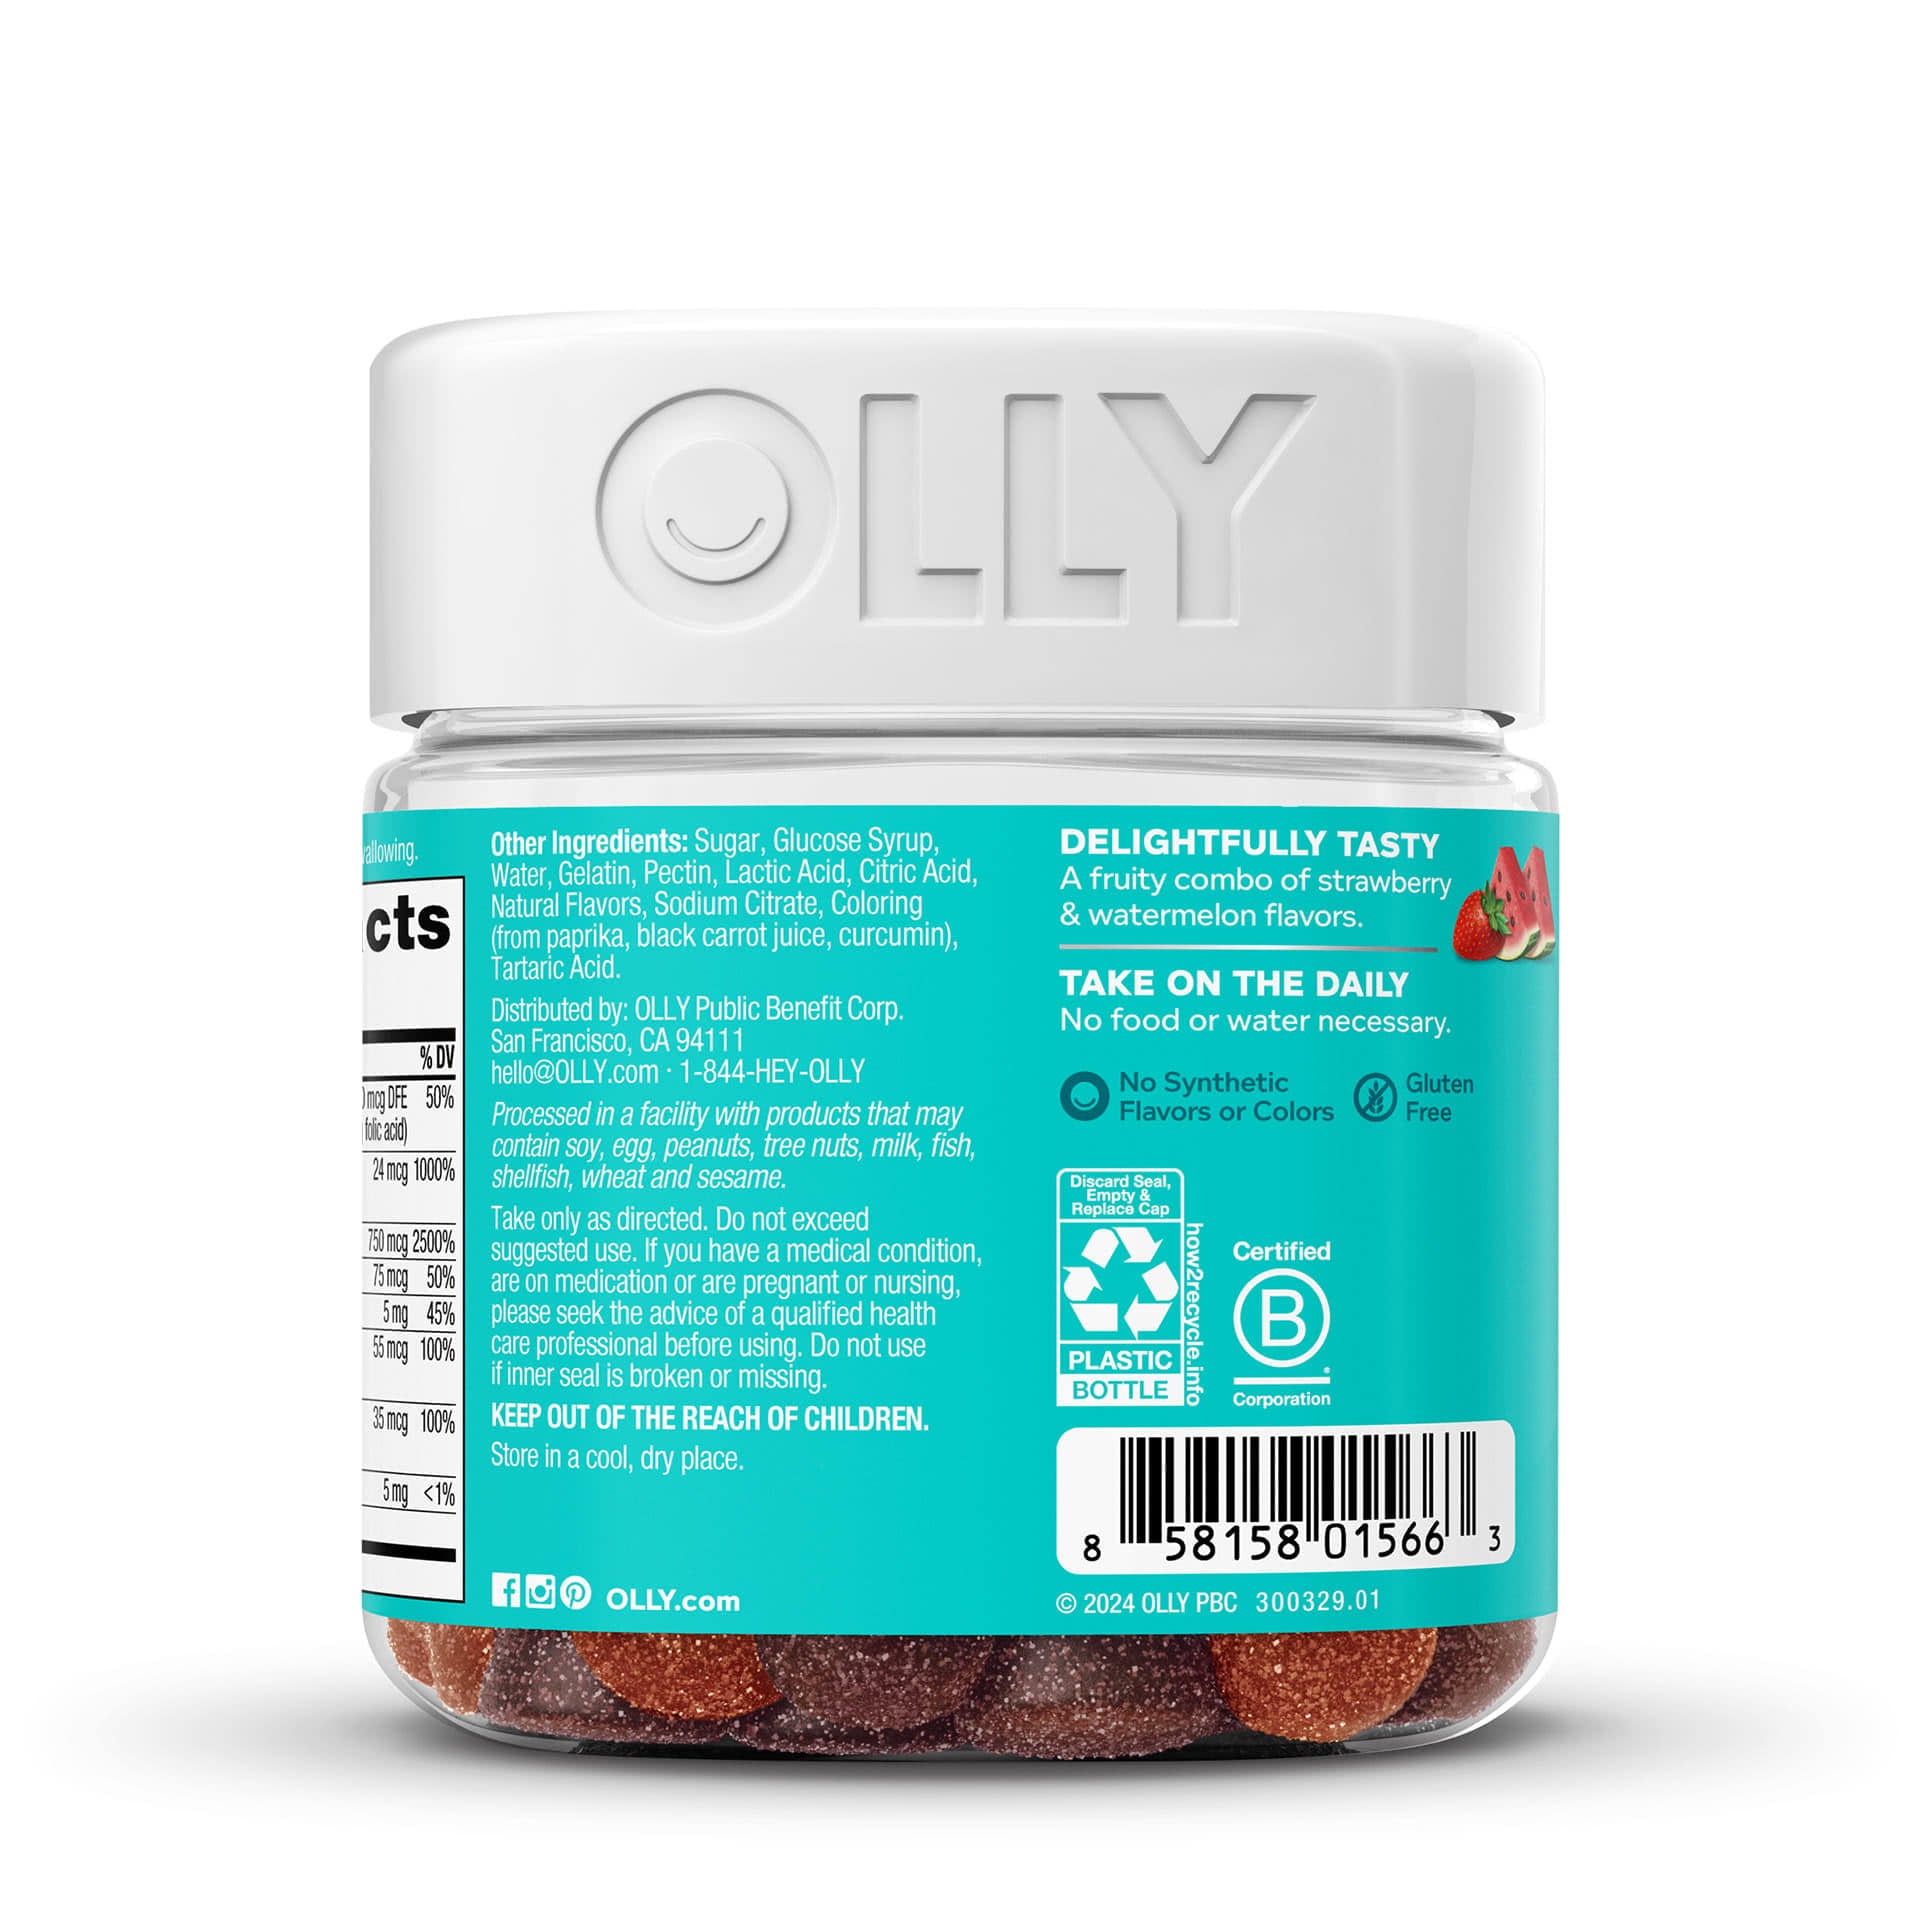 OLLY
cts
% DV
mcg DFE 50%
folic acid)
24 mcg 1000%
750 mcg 2500%
75 mcg 50%
5 mg 45%
55 mcg 100%
35 mcg 100%
5 mg <1%
Other Ingredients: Sugar, Glucose Syrup,
Water, Gelatin, Pectin, Lactic Acid, Citric Acid,
Natural Flavors, Sodium Citrate, Coloring
(from paprika, black carrot juice, curcumin),
Tartaric Acid.
Distributed by: OLLY Public Benefit Corp.
San Francisco, CA 94111
hello@OLLY.com · 1-844-HEY-OLLY
Processed in a facility with products that may
contain soy, egg, peanuts, tree nuts, milk, fish,
shellfish, wheat and sesame.
Take only as directed. Do not exceed
suggested use. If you have a medical condition,
are on medication or are pregnant or nursing,
please seek the advice of a qualified health
care professional before using. Do not use
if inner seal is broken or missing.
KEEP OUT OF THE REACH OF CHILDREN.
Store in a cool, dry place.
OLLY.com
DELIGHTFULLY TASTY
A fruity combo of strawberry
& watermelon flavors.
TAKE ON THE DAILY
No food or water necessary.
No Synthetic
Flavors or Colors
Gluten
Free
Discard Seal,
Empty &
Replace Cap
PLASTIC
BOTTLE
how2recycle.info
Certified
B
Corporation
8 58158 01566 3
© 2024 OLLY PBC 300329.01